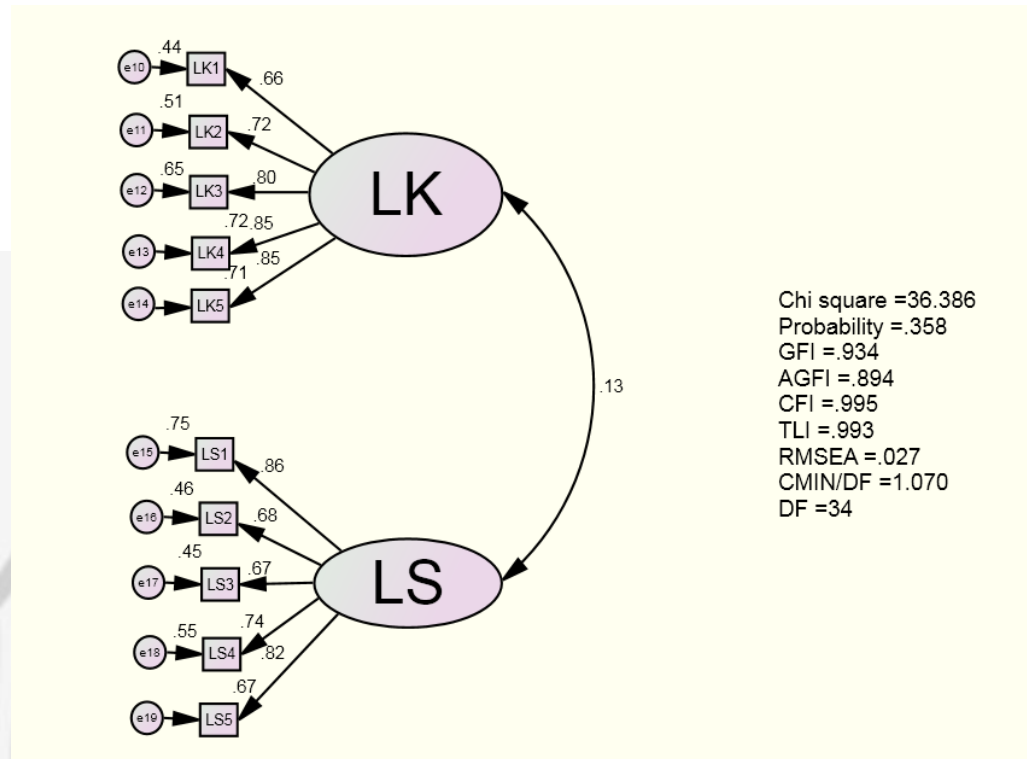 .44
e10 LK1
.66
.51
e11 LK2
.72
.65
e12 LK3
.80
LK
.72 .85
e13 LK4
.85
.71
e14 LK5
Chi square =36.386
Probability =.358
GFI =.934
AGFI =.894
CFI =.995
TLI =.993
RMSEA =.027
CMIN/DF =1.070
DF =34
.13
.75
e15 LS1
.86
.46
e16 LS2
.68
.45
e17 LS3
.67
LS
.74
.55
e18 LS4
.82
.67
e19 LS5